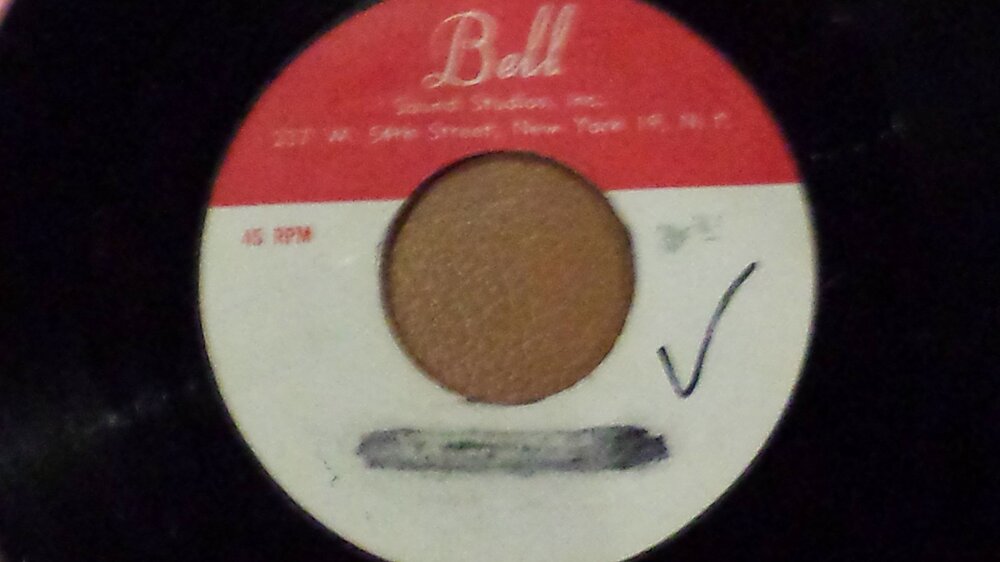 Bell
Sound Studios, Inc.
237 W. 54th Street, New York 19, N. Y.
45 RPM